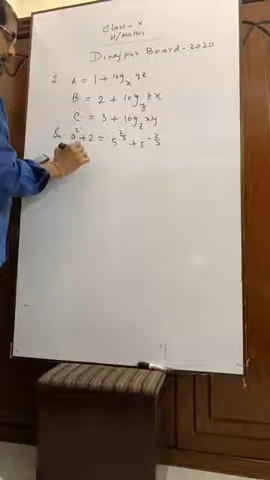 Class - X
H/Maths
Dinajpur Board - 2020
2 A = 1 + log_x yz
B = 2 + log_y zx
C = 3 + log_z xy
& a² + 2 = 5^{2/3} + 5^{-2/3}